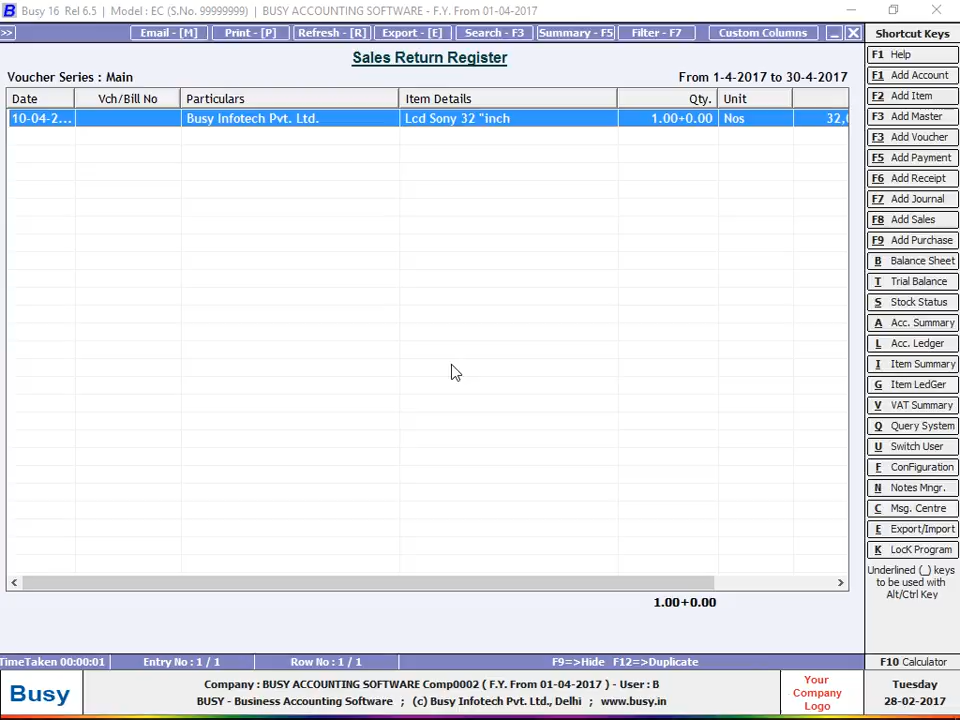 Busy 16 Rel 6.5 | Model : EC (S.No. 99999999) | BUSY ACCOUNTING SOFTWARE - F.Y. From 01-04-2017
>> Email - [M] Print - [P] Refresh - [R] Export - [E] Search - F3 Summary - F5 Filter - F7 Custom Columns
Sales Return Register
Voucher Series : Main From 1-4-2017 to 30-4-2017
Date Vch/Bill No Particulars Item Details Qty. Unit
10-04-2... Busy Infotech Pvt. Ltd. Lcd Sony 32 "inch 1.00+0.00 Nos 32,
1.00+0.00
TimeTaken 00:00:01 Entry No : 1 / 1 Row No : 1 / 1 F9=>Hide F12=>Duplicate
Busy
Company : BUSY ACCOUNTING SOFTWARE Comp0002 ( F.Y. From 01-04-2017 ) - User : B
BUSY - Business Accounting Software ; (c) Busy Infotech Pvt. Ltd., Delhi ; www.busy.in
Your
Company
Logo
Shortcut Keys
F1 Help
F1 Add Account
F2 Add Item
F3 Add Master
F3 Add Voucher
F5 Add Payment
F6 Add Receipt
F7 Add Journal
F8 Add Sales
F9 Add Purchase
B Balance Sheet
T Trial Balance
S Stock Status
A Acc. Summary
L Acc. Ledger
I Item Summary
G Item LedGer
V VAT Summary
Q Query System
U Switch User
F ConFiguration
N Notes Mngr.
C Msg. Centre
E Export/Import
K LocK Program
Underlined (_) keys
to be used with
Alt/Ctrl Key
F10 Calculator
Tuesday
28-02-2017